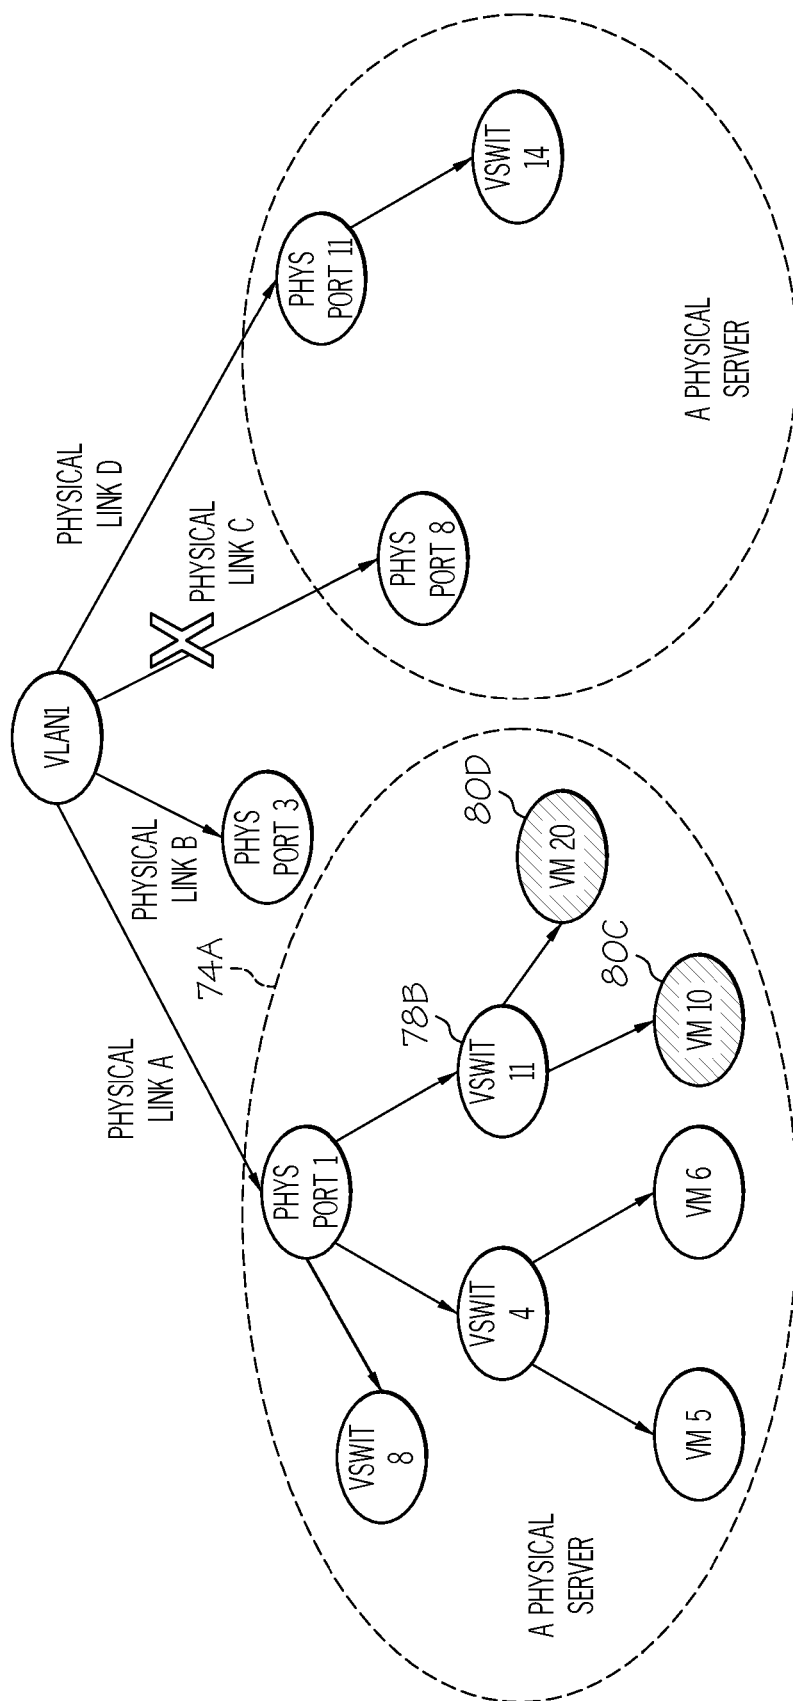 VLAN1
PHYSICAL
LINK A
PHYSICAL
LINK B
PHYSICAL
LINK C
PHYSICAL
LINK D
74A
PHYS
PORT 1
PHYS
PORT 3
PHYS
PORT 8
PHYS
PORT 11
VSWIT
8
VSWIT
4
78B
VSWIT
11
VSWIT
14
VM 5
VM 6
80C
VM 10
80D
VM 20
A PHYSICAL
SERVER
A PHYSICAL
SERVER